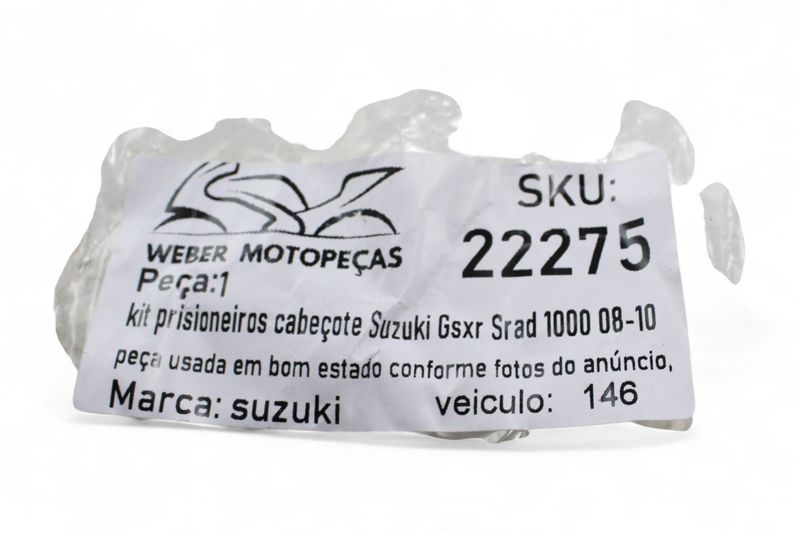 SKU:
WEBER MOTOPEÇAS
22275
Peça:1
kit prisioneiros cabeçote Suzuki Gsxr Srad 1000 08-10
peça usada em bom estado conforme fotos do anúncio,
Marca: suzuki veiculo: 146